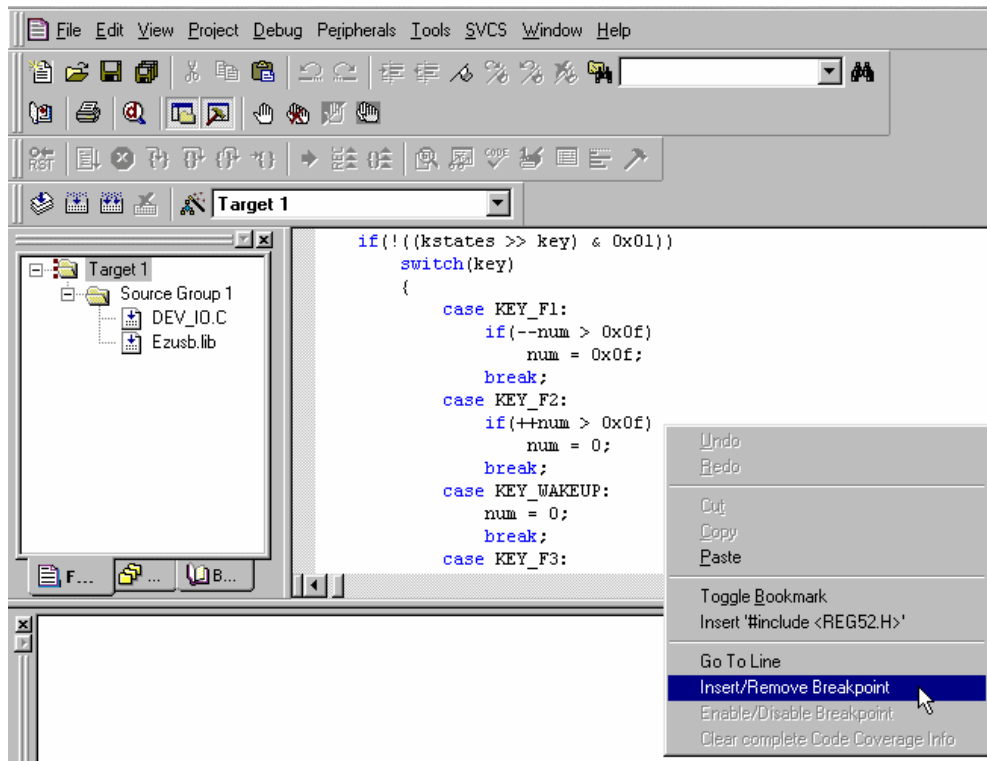 File Edit View Project Debug Peripherals Tools SVCS Window Help
RST
CODE
Target 1
Target 1
Source Group 1
DEV_IO.C
Ezusb.lib
F...
...
B...
if(!((kstates >> key) & 0x01))
switch(key)
{
case KEY_F1:
if(--num > 0x0f)
num = 0x0f;
break;
case KEY_F2:
if(++num > 0x0f)
num = 0;
break;
case KEY_WAKEUP:
num = 0;
break;
case KEY_F3:
Undo
Redo
Cut
Copy
Paste
Toggle Bookmark
Insert '#include <REG52.H>'
Go To Line
Insert/Remove Breakpoint
Enable/Disable Breakpoint
Clear complete Code Coverage Info